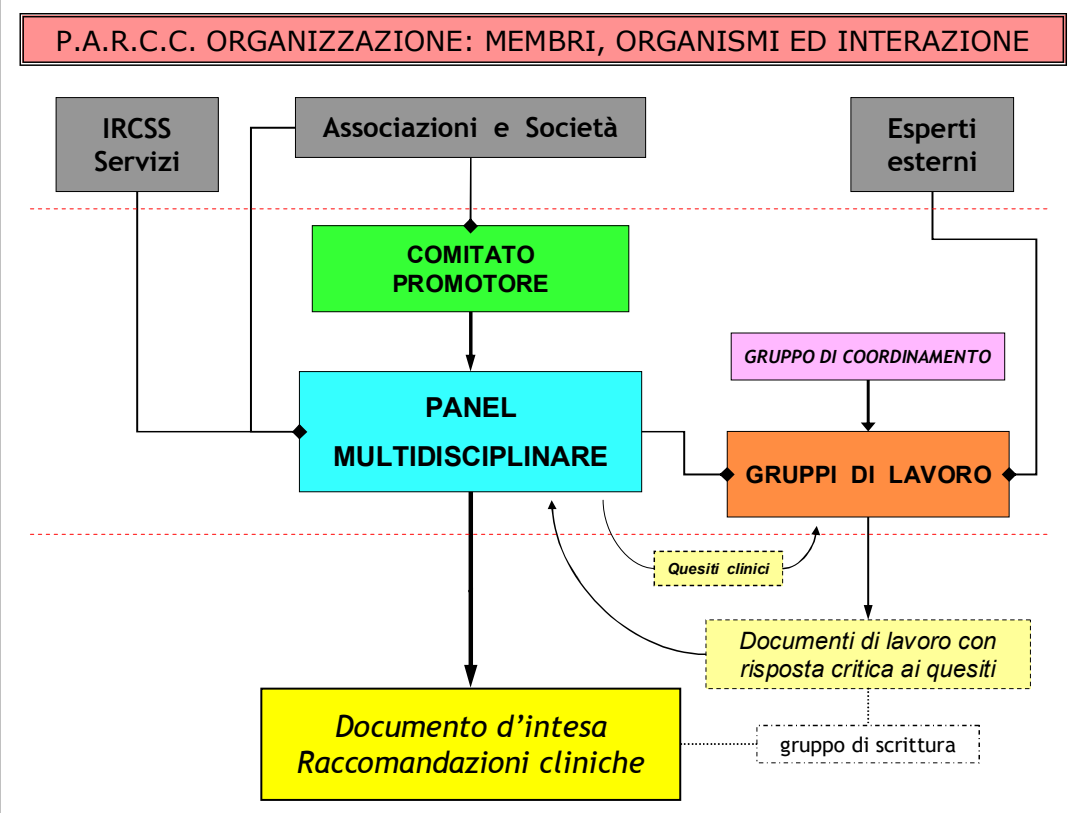 P.A.R.C.C. ORGANIZZAZIONE: MEMBRI, ORGANISMI ED INTERAZIONE
IRCSS
Servizi
Associazioni e Società
Esperti
esterni
COMITATO
PROMOTORE
GRUPPO DI COORDINAMENTO
PANEL
MULTIDISCIPLINARE
GRUPPI DI LAVORO
Quesiti clinici
Documenti di lavoro con
risposta critica ai quesiti
Documento d’intesa
Raccomandazioni cliniche
gruppo di scrittura